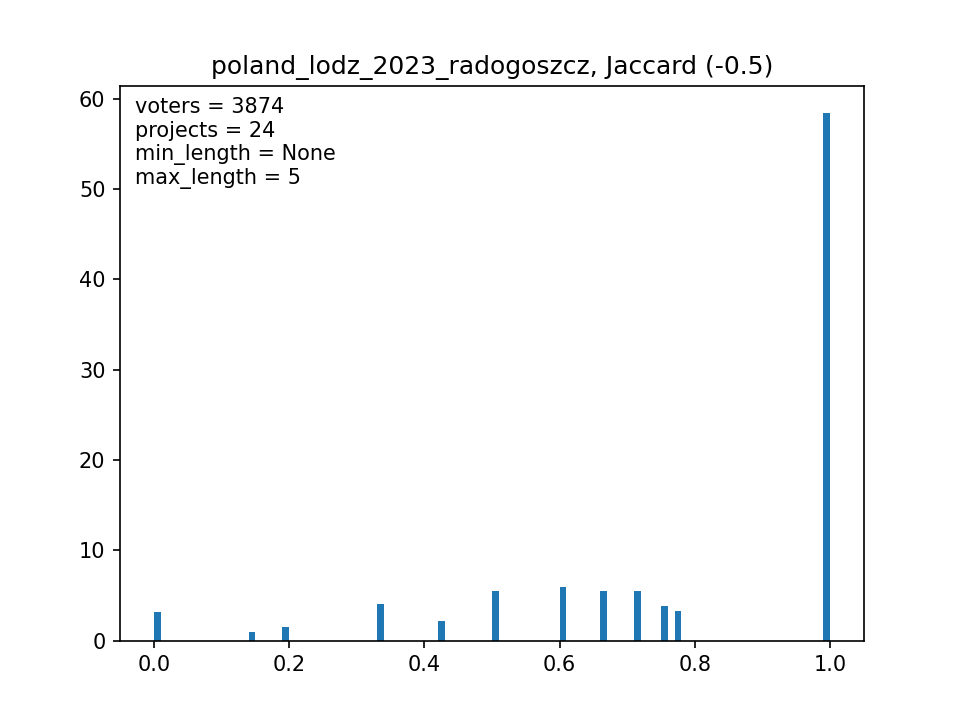 poland_lodz_2023_radogoszcz, Jaccard (-0.5)
voters = 3874
projects = 24
min_length = None
max_length = 5
60
50
40
30
20
10
0
0.0 0.2 0.4 0.6 0.8 1.0